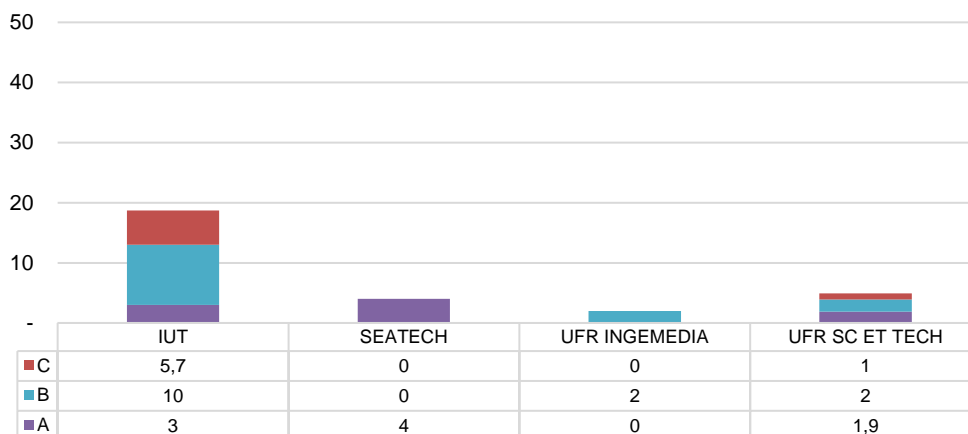 50
40
30
20
10
-
IUT SEATECH UFR INGEMEDIA UFR SC ET TECH
C 5,7 0 0 1
B 10 0 2 2
A 3 4 0 1,9